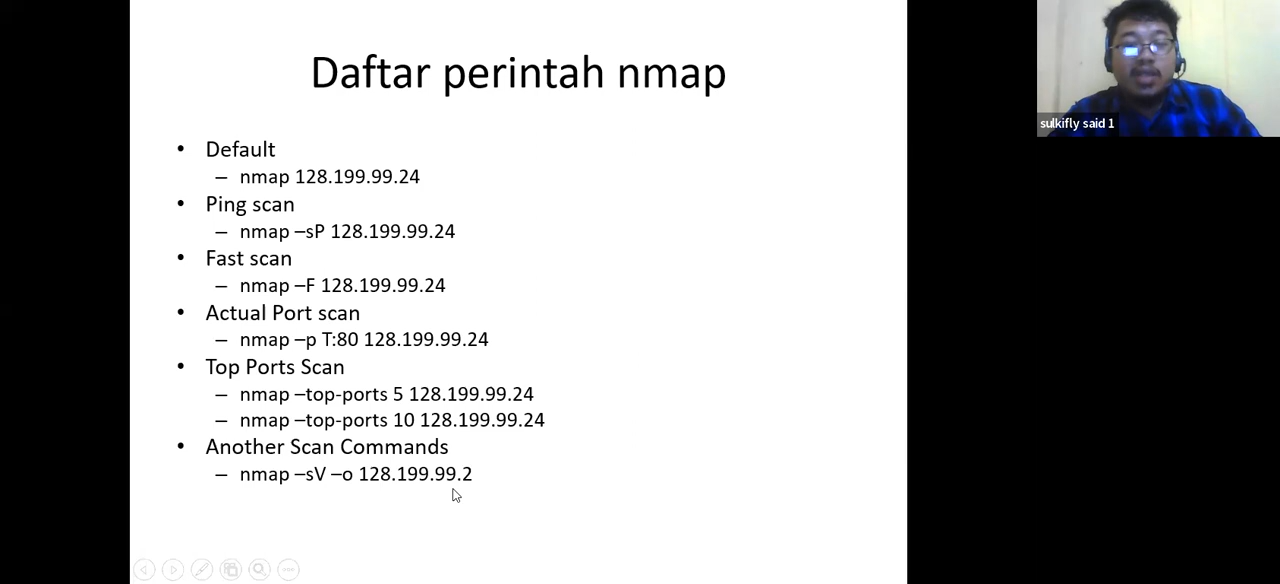 Daftar perintah nmap
• Default
– nmap 128.199.99.24
• Ping scan
– nmap –sP 128.199.99.24
• Fast scan
– nmap –F 128.199.99.24
• Actual Port scan
– nmap –p T:80 128.199.99.24
• Top Ports Scan
– nmap –top-ports 5 128.199.99.24
– nmap –top-ports 10 128.199.99.24
• Another Scan Commands
– nmap –sV –o 128.199.99.2
sulkifly said 1